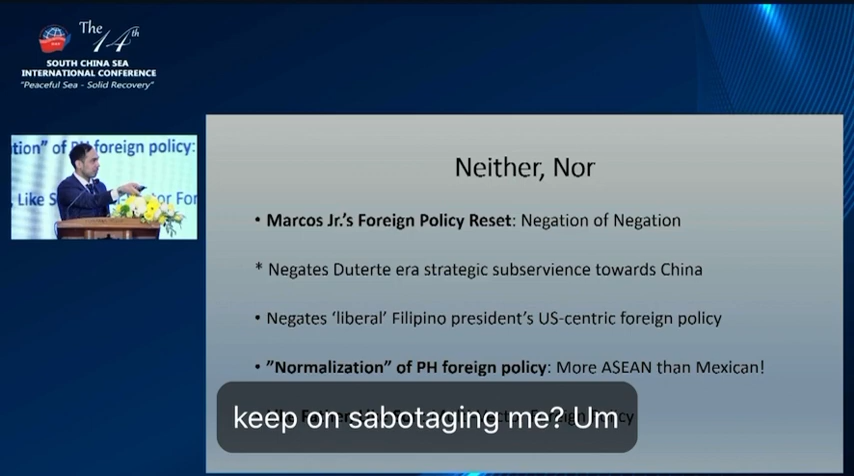 The
14th
SOUTH CHINA SEA
INTERNATIONAL CONFERENCE
"Peaceful Sea - Solid Recovery"
tion" of PH foreign policy:
Like S
or For
Neither, Nor
• Marcos Jr.'s Foreign Policy Reset: Negation of Negation
* Negates Duterte era strategic subservience towards China
• Negates 'liberal' Filipino president's US-centric foreign policy
• ”Normalization” of PH foreign policy: More ASEAN than Mexican!
keep on sabotaging me? Um